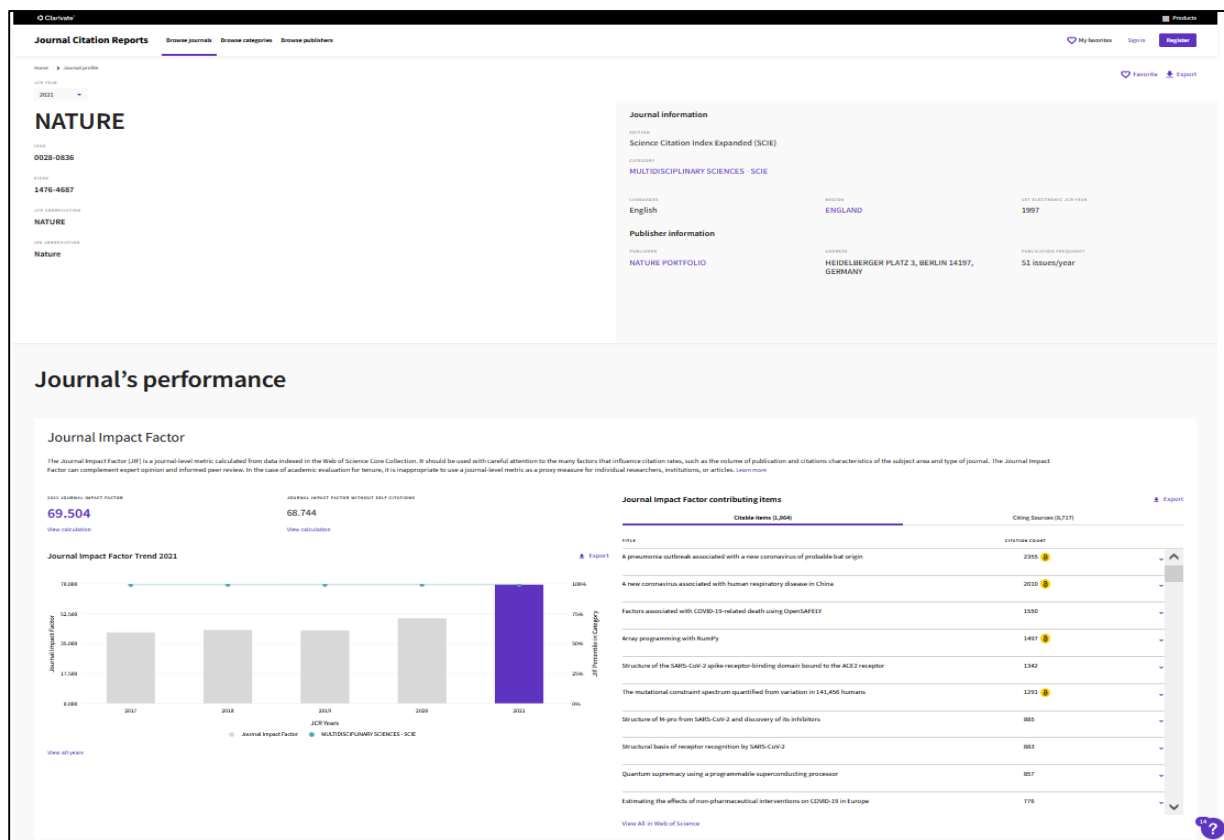 Clarivate
Products
Journal Citation Reports
Browse journals
Browse categories
Browse publishers
My favorites
Sign in
Register
Home
Journal profile
Favorite
Export
JCR YEAR
2021
NATURE
ISSN
0028-0836
EISSN
1476-4687
JCR ABBREVIATION
NATURE
ISO ABBREVIATION
Nature
Journal information
EDITION
Science Citation Index Expanded (SCIE)
CATEGORY
MULTIDISCIPLINARY SCIENCES - SCIE
LANGUAGES
REGION
1ST ELECTRONIC JCR YEAR
English
ENGLAND
1997
Publisher information
PUBLISHER
ADDRESS
PUBLICATION FREQUENCY
NATURE PORTFOLIO
HEIDELBERGER PLATZ 3, BERLIN 14197,
GERMANY
51 issues/year
Journal's performance
Journal Impact Factor
The Journal Impact Factor (JIF) is a journal-level metric calculated from data indexed in the Web of Science Core Collection. It should be used with careful attention to the many factors that influence citation rates, such as the volume of publication and citations characteristics of the subject area and type of journal. The Journal Impact
Factor can complement expert opinion and informed peer review. In the case of academic evaluation for tenure, it is inappropriate to use a journal-level metric as a proxy measure for individual researchers, institutions, or articles. Learn more
2021 JOURNAL IMPACT FACTOR
69.504
View calculation
JOURNAL IMPACT FACTOR WITHOUT SELF CITATIONS
68.744
View calculation
Journal Impact Factor Trend 2021
Export
70.000
52.500
35.000
17.500
0.000
Journal Impact Factor
100%
75%
50%
25%
0%
JIF Percentile in Category
2017
2018
2019
2020
2021
JCR Years
Journal Impact Factor
MULTIDISCIPLINARY SCIENCES - SCIE
View all years
Journal Impact Factor contributing items
Export
Citable Items (1,064)
Citing Sources (8,717)
TITLE
CITATION COUNT
A pneumonia outbreak associated with a new coronavirus of probable bat origin
2355
A new coronavirus associated with human respiratory disease in China
2010
Factors associated with COVID-19-related death using OpenSAFELY
1550
Array programming with NumPy
1497
Structure of the SARS-CoV-2 spike receptor-binding domain bound to the ACE2 receptor
1342
The mutational constraint spectrum quantified from variation in 141,456 humans
1291
Structure of M-pro from SARS-CoV-2 and discovery of its inhibitors
885
Structural basis of receptor recognition by SARS-CoV-2
883
Quantum supremacy using a programmable superconducting processor
857
Estimating the effects of non-pharmaceutical interventions on COVID-19 in Europe
776
View All in Web of Science
14
?